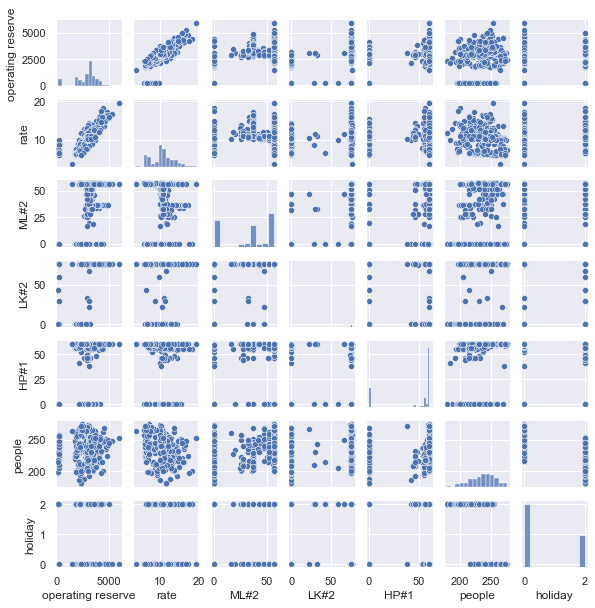 operating reserve
5000
2500
0
rate
20
10
ML#2
50
25
0
LK#2
50
0
HP#1
50
25
0
people
250
200
holiday
2
1
0
0 5000 10 20 0 50 0 50 0 50 200 250 0 2
operating reserve rate ML#2 LK#2 HP#1 people holiday